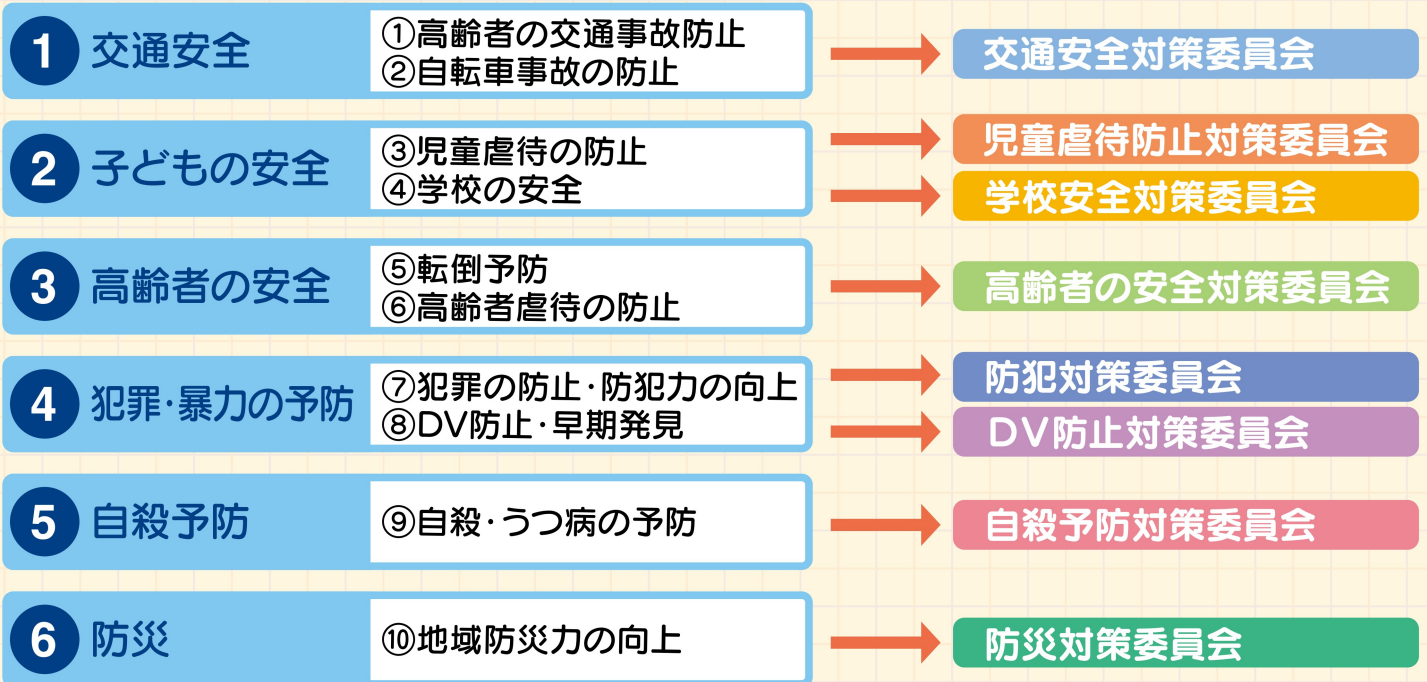 1 交通安全
①高齢者の交通事故防止
②自転車事故の防止
交通安全対策委員会
2 子どもの安全
③児童虐待の防止
④学校の安全
児童虐待防止対策委員会
学校安全対策委員会
3 高齢者の安全
⑤転倒予防
⑥高齢者虐待の防止
高齢者の安全対策委員会
4 犯罪・暴力の予防
⑦犯罪の防止・防犯力の向上
⑧DV防止・早期発見
防犯対策委員会
DV防止対策委員会
5 自殺予防
⑨自殺・うつ病の予防
自殺予防対策委員会
6 防災
⑩地域防災力の向上
防災対策委員会